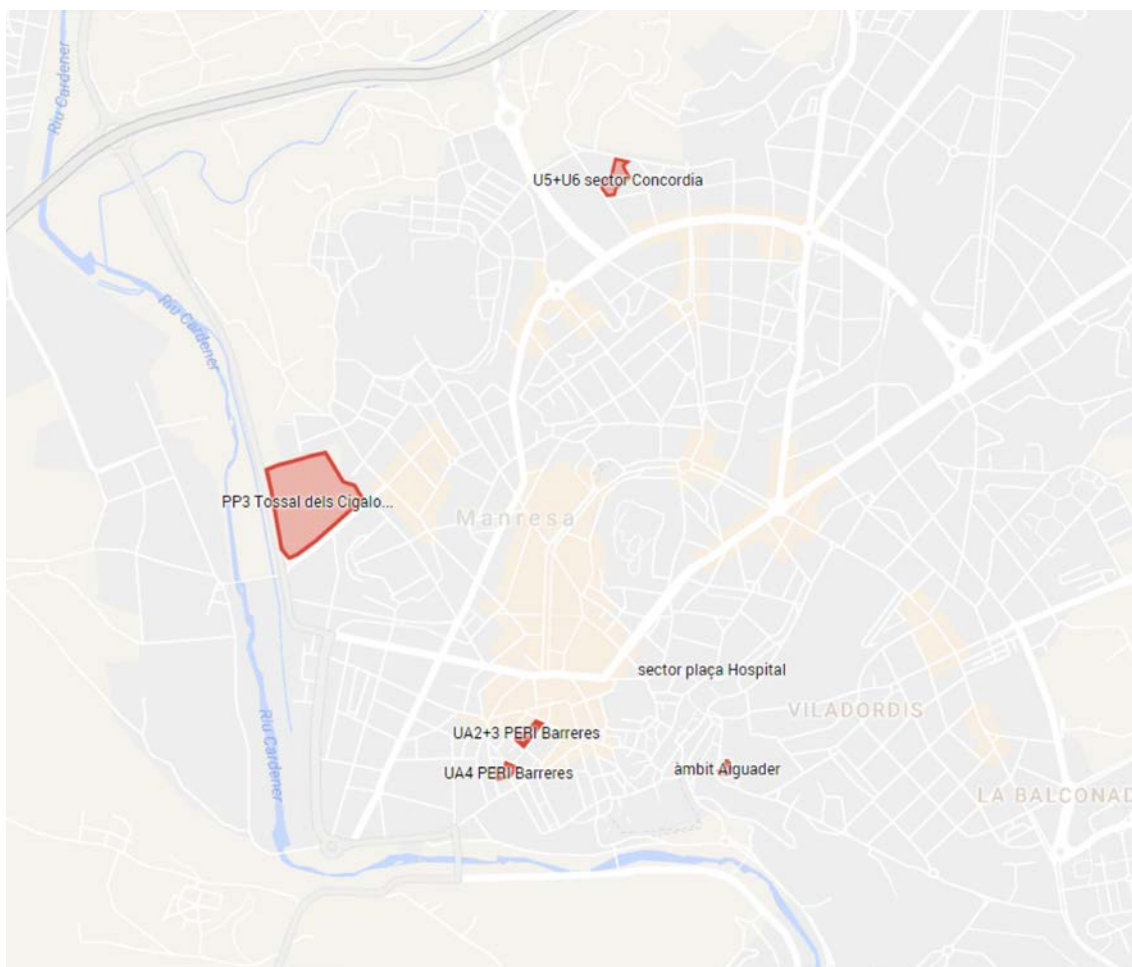 Riu Cardener
U5+U6 sector Concordia
Riu Cardener
PP3 Tossal dels Cigalo...
Manresa
sector plaça Hospital
VILADORDIS
UA2+3 PERI Barreres
Riu Cardener
UA4 PERI Barreres
àmbit Aiguader
LA BALCONAD